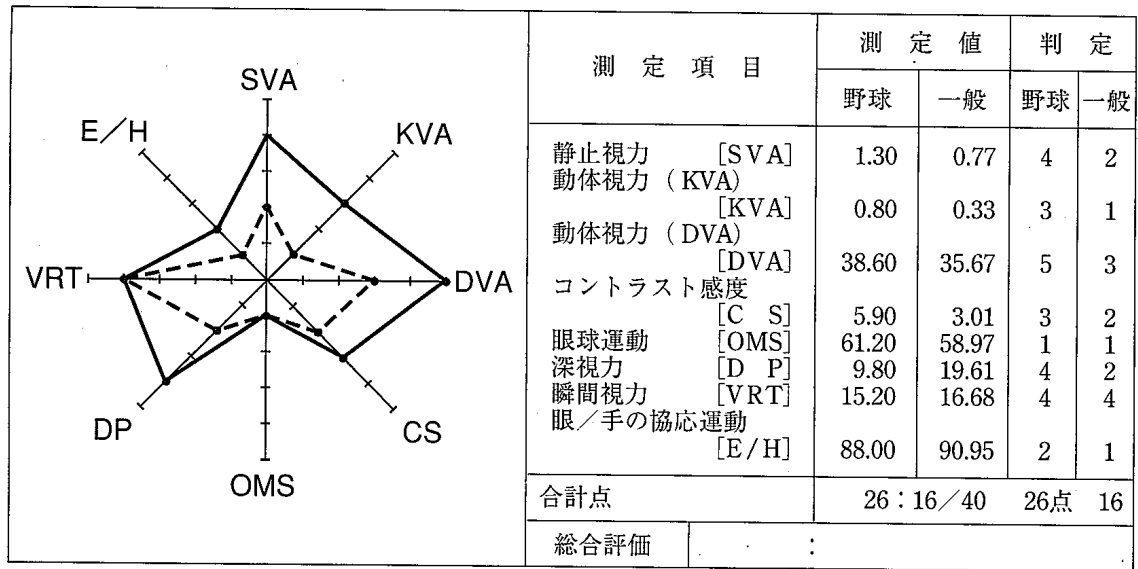 SVA
E/H
KVA
VRT
DVA
DP
CS
OMS
測定項目 測定値 判定
野球 一般 野球 一般
静止視力 [SVA] 1.30 0.77 4 2
動体視力(KVA)
[KVA] 0.80 0.33 3 1
動体視力(DVA)
[DVA] 38.60 35.67 5 3
コントラスト感度
[C S] 5.90 3.01 3 2
眼球運動 [OMS] 61.20 58.97 1 1
深視力 [D P] 9.80 19.61 4 2
瞬間視力 [VRT] 15.20 16.68 4 4
眼/手の協応運動
[E/H] 88.00 90.95 2 1
合計点 26:16/40 26点 16
総合評価 :